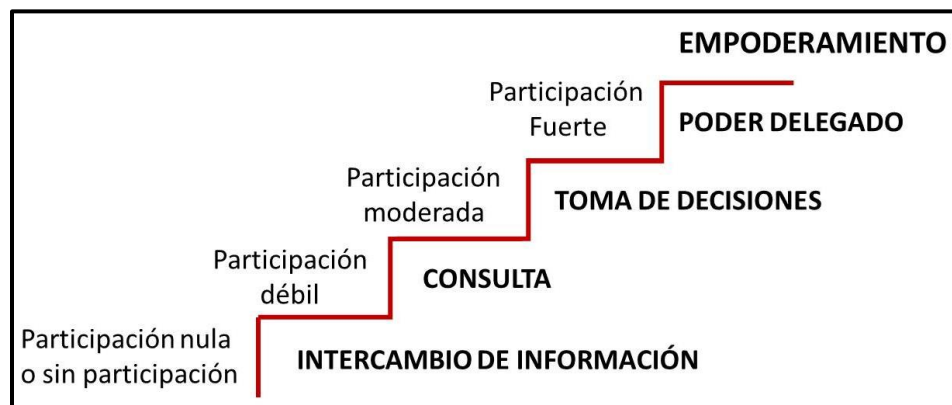 EMPODERAMIENTO
Participación
Fuerte
PODER DELEGADO
Participación
moderada
TOMA DE DECISIONES
Participación
débil
CONSULTA
Participación nula
o sin participación
INTERCAMBIO DE INFORMACIÓN